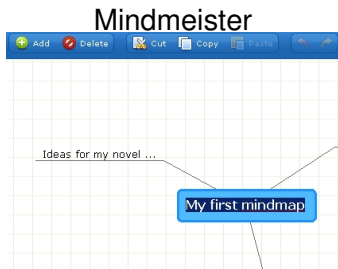 Mindmeister
Add Delete Cut Copy Paste
Ideas for my novel ...
My first mindmap